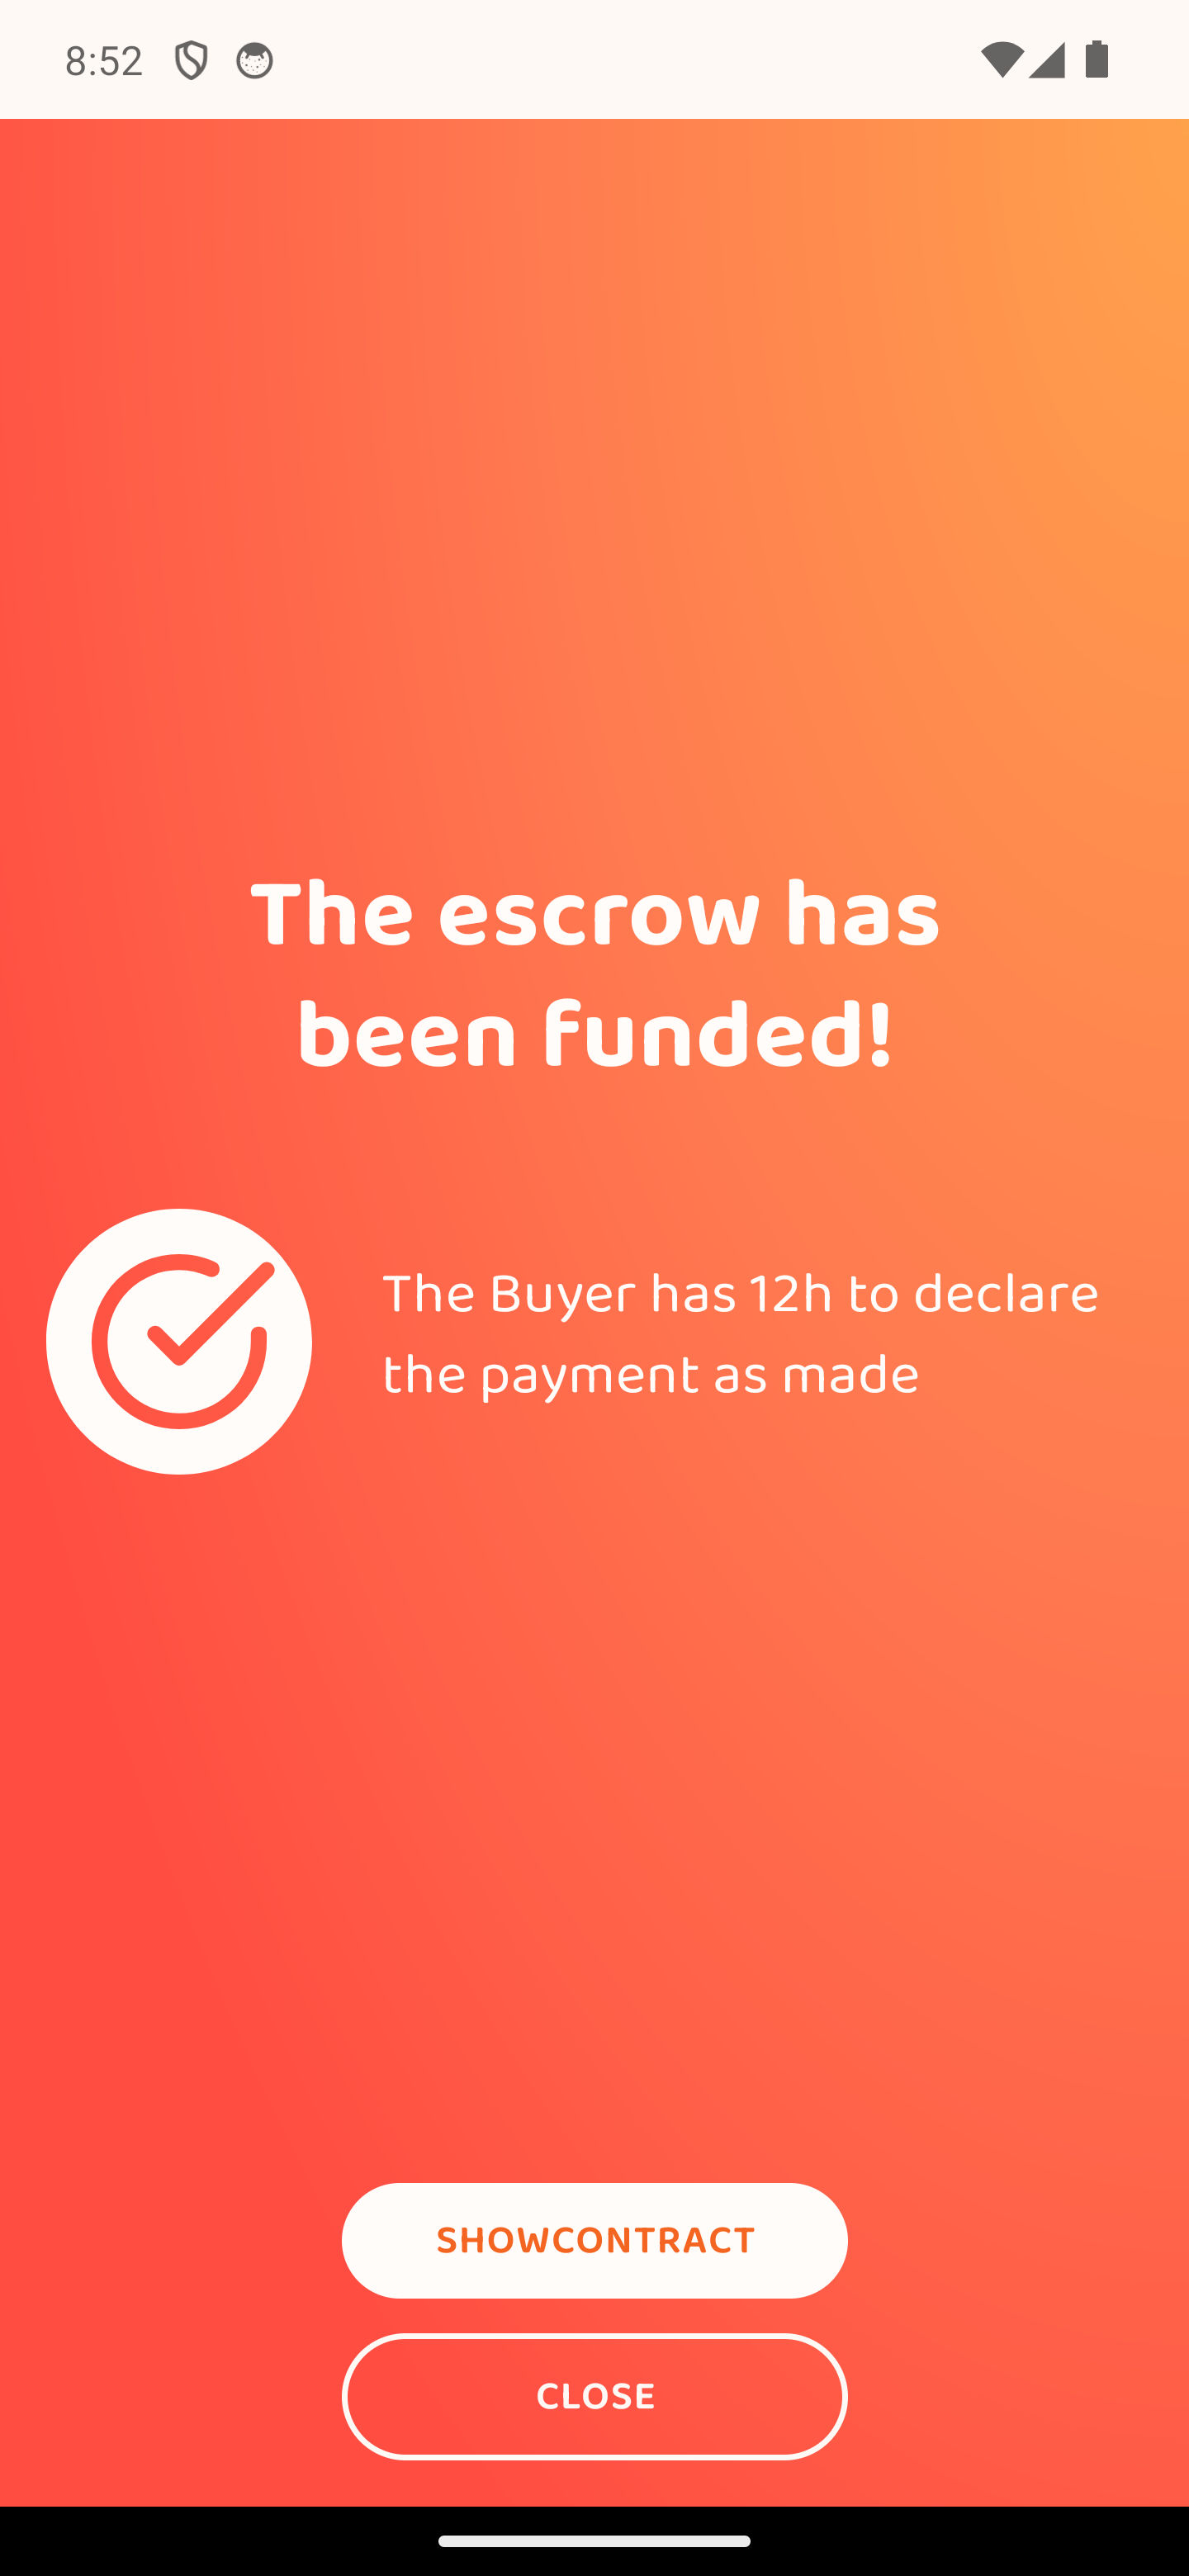 8:52
The escrow has
been funded!
The Buyer has 12h to declare
the payment as made
SHOWCONTRACT
CLOSE